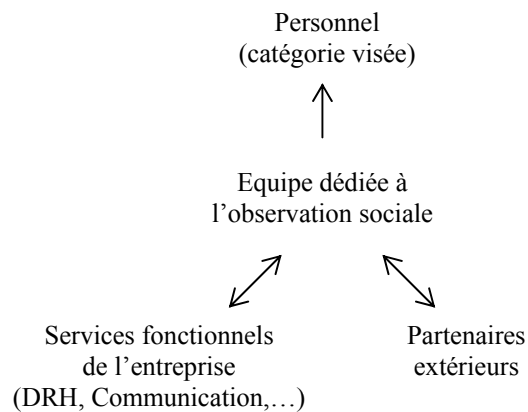 Personnel
(catégorie visée)
Equipe dédiée à
l’observation sociale
Services fonctionnels
de l’entreprise
(DRH, Communication,…)
Partenaires
extérieurs